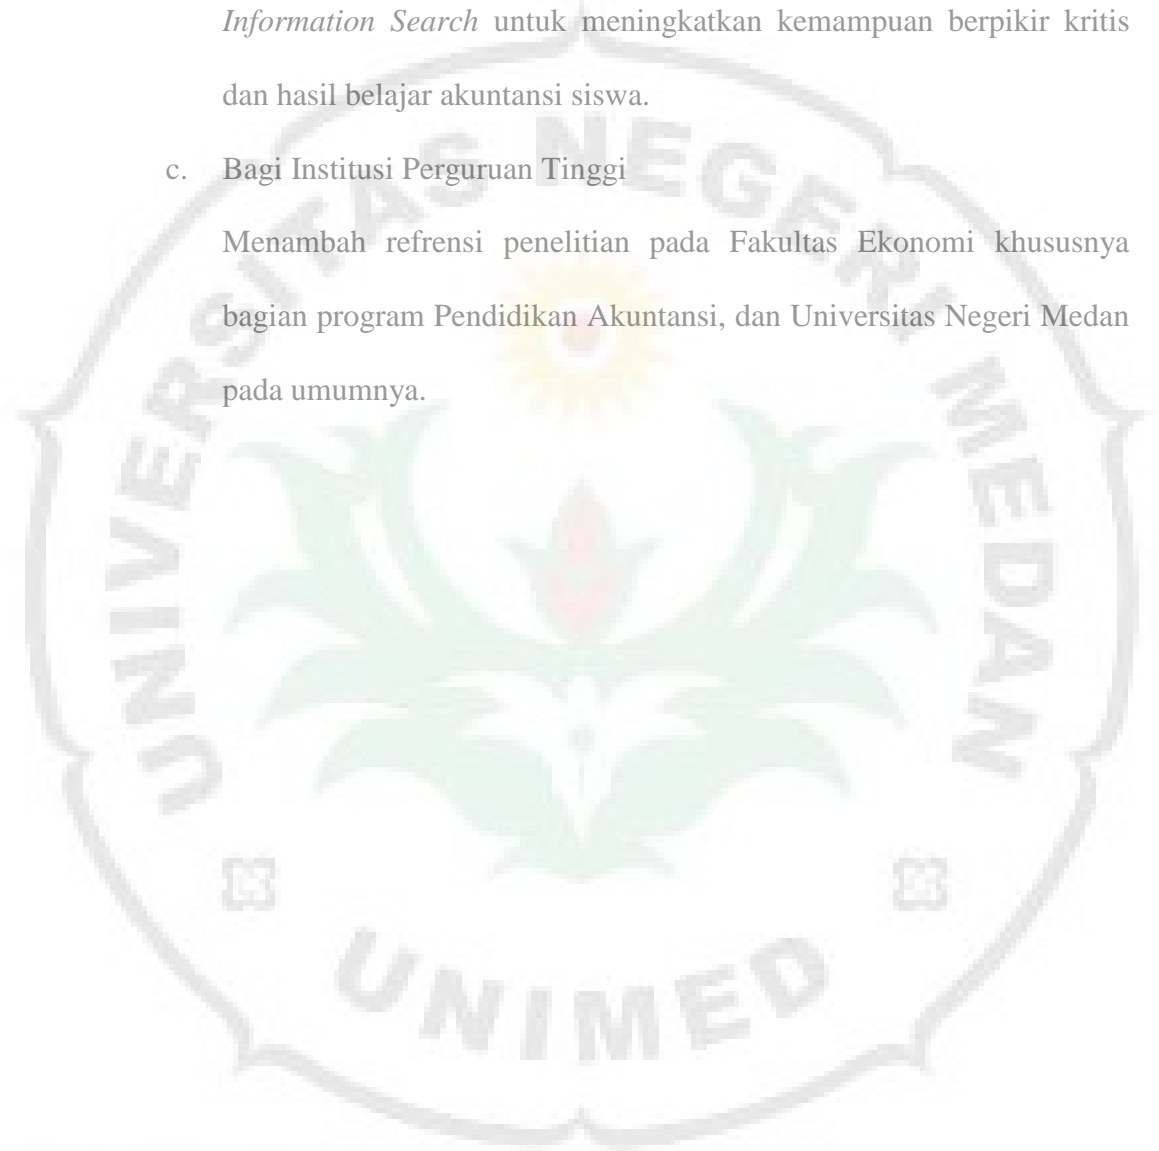 Information Search untuk meningkatkan kemampuan berpikir kritis
dan hasil belajar akuntansi siswa.
c. Bagi Institusi Perguruan Tinggi
Menambah refrensi penelitian pada Fakultas Ekonomi khususnya
bagian program Pendidikan Akuntansi, dan Universitas Negeri Medan
pada umumnya.
UNIVERSITAS NEGERI MEDAN
UNIMED